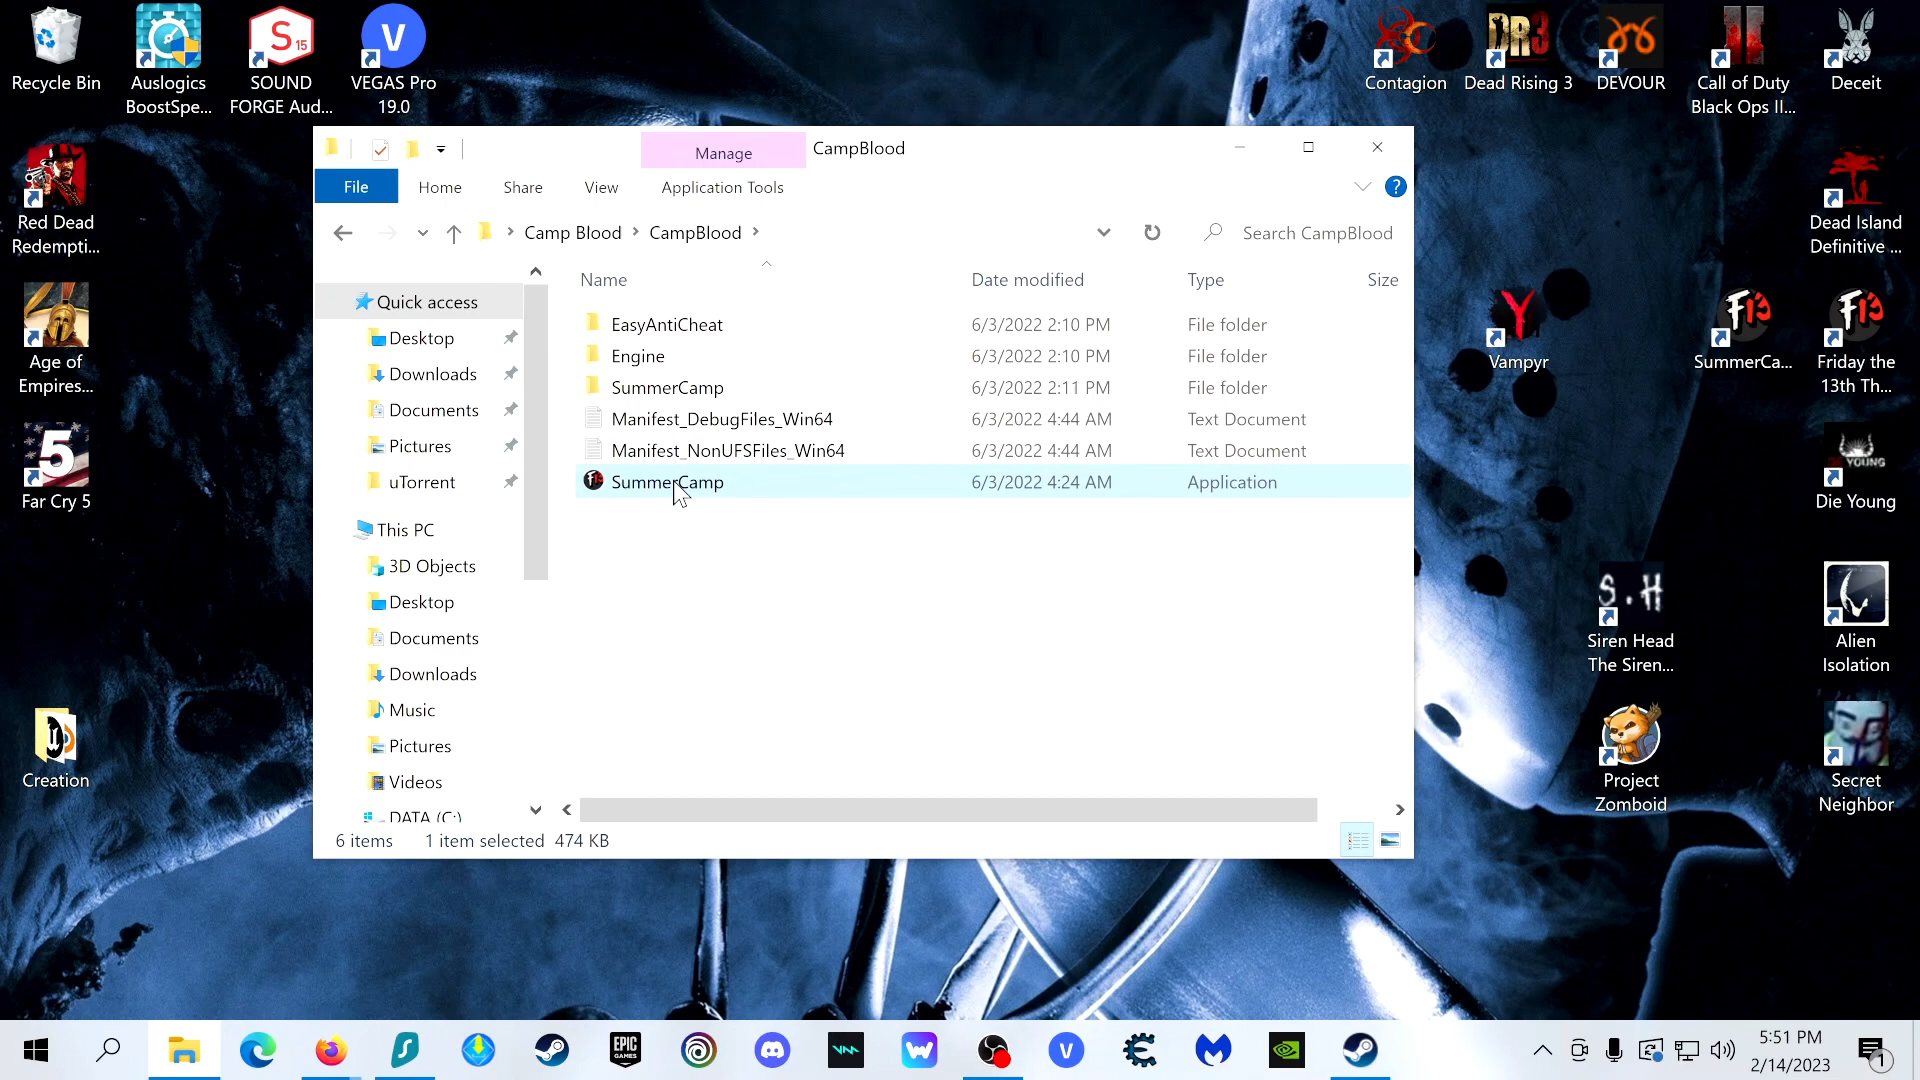 Recycle Bin
Auslogics
BoostSpe...
SOUND
FORGE Aud...
VEGAS Pro
19.0
Contagion
Dead Rising 3
DEVOUR
Call of Duty
Black Ops II...
Deceit
Red Dead
Redempti...
Age of
Empires...
Far Cry 5
Creation
Dead Island
Definitive ...
Vampyr
SummerCa...
Friday the
13th Th...
Die Young
Siren Head
The Siren...
Alien
Isolation
Project
Zomboid
Secret
Neighbor
Manage
CampBlood
File
Home
Share
View
Application Tools
Camp Blood
CampBlood
Search CampBlood
Name
Date modified
Type
Size
Quick access
Desktop
Downloads
Documents
Pictures
uTorrent
This PC
3D Objects
Desktop
Documents
Downloads
Music
Pictures
Videos
DATA (C:)
EasyAntiCheat 6/3/2022 2:10 PM File folder
Engine 6/3/2022 2:10 PM File folder
SummerCamp 6/3/2022 2:11 PM File folder
Manifest_DebugFiles_Win64 6/3/2022 4:44 AM Text Document
Manifest_NonUFSFiles_Win64 6/3/2022 4:44 AM Text Document
SummerCamp 6/3/2022 4:24 AM Application
6 items 1 item selected 474 KB
5:51 PM
2/14/2023
1
S
15
V
DR3
5
S.H
YOUNG
EPIC
GAMES
V